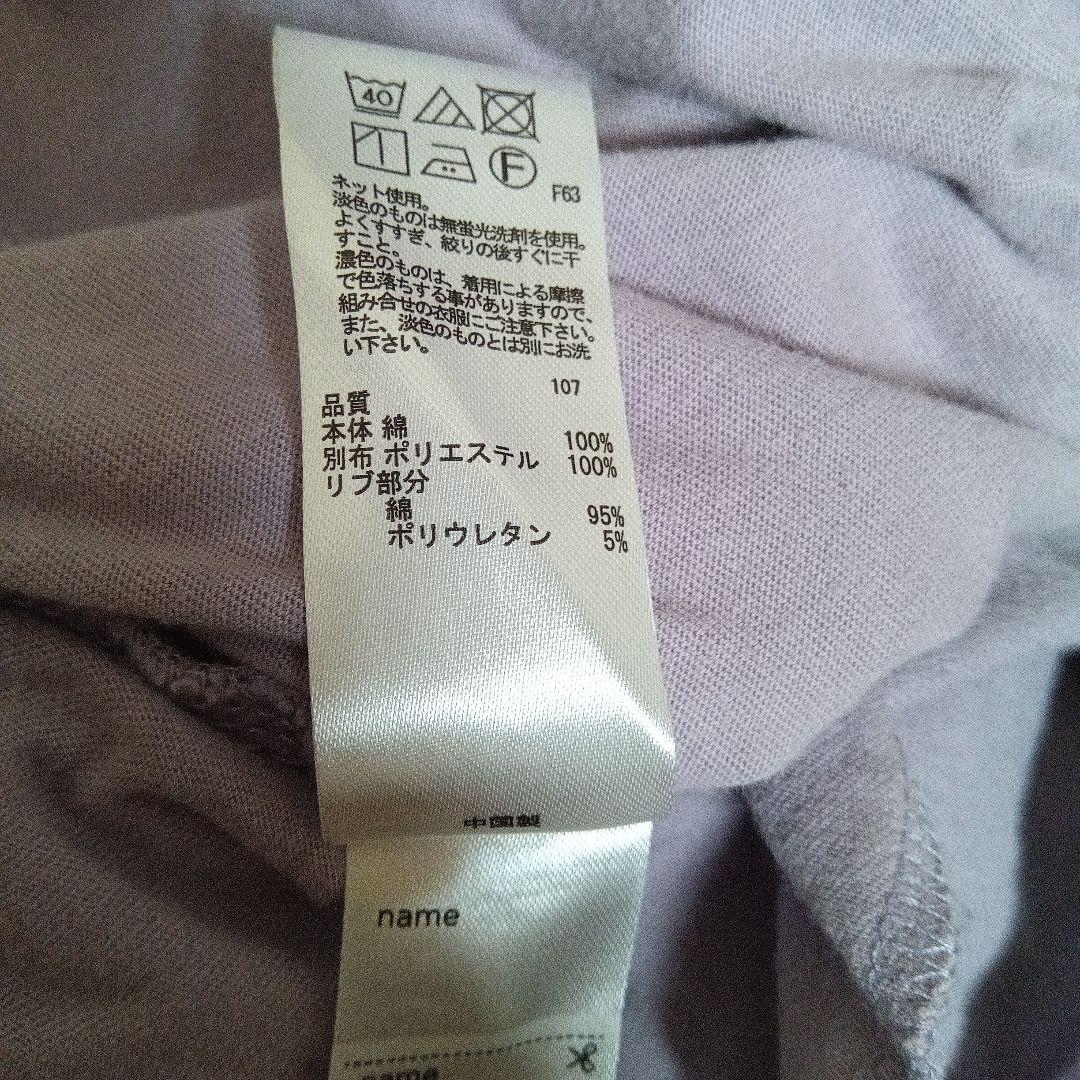 40
F
F63
ネット使用。
淡色のものは無蛍光洗剤を使用。
よくすすぎ、絞りの後すぐに干
すこと。
濃色のものは、着用による摩擦
で色落ちする事がありますので、
組み合せの衣服にご注意下さい。
また、淡色のものとは別にお洗
い下さい。
107
品質
本体 綿 100%
別布 ポリエステル 100%
リブ部分
綿 95%
ポリウレタン 5%
中国製
name
name